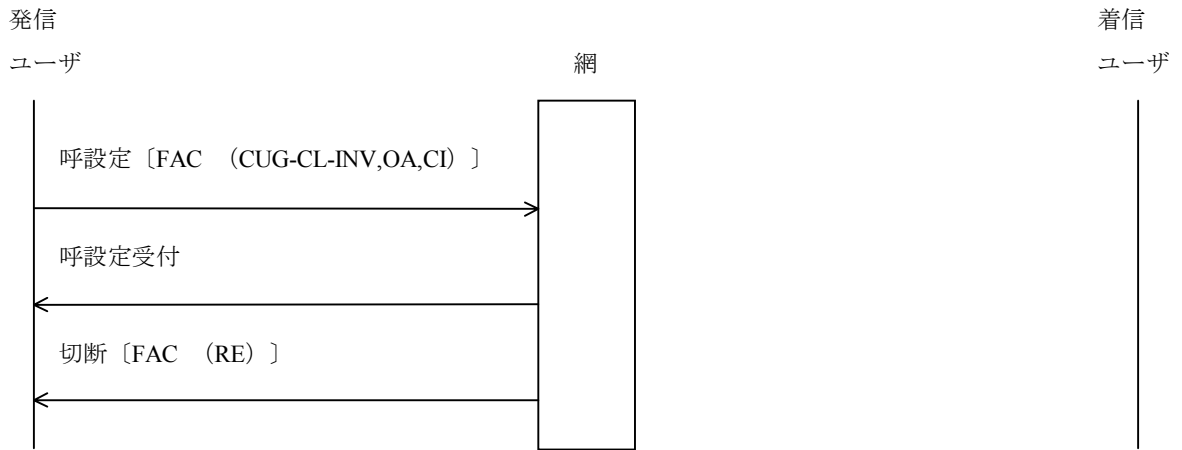 発信
ユーザ
網
着信
ユーザ
呼設定〔FAC （CUG-CL-INV,OA,CI）〕
呼設定受付
切断〔FAC （RE）〕